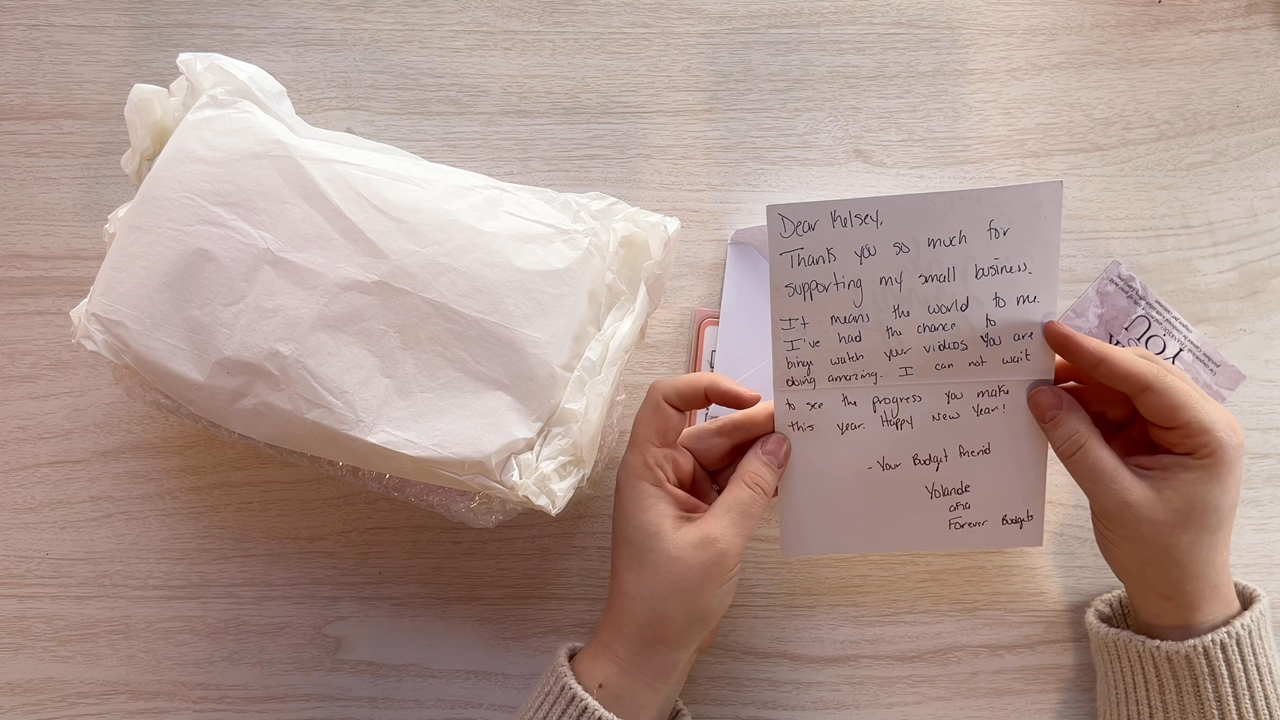 Dear Kelsey,
Thank you so much for
supporting my small business.
It means the world to me.
I've had the chance to
bingy watch your videos. You are
doing amazing. I can not wait
to see the progress you make
this year. Happy New Year!
- Your Budget friend
Yolande
aka
Forever Budgets
YOU